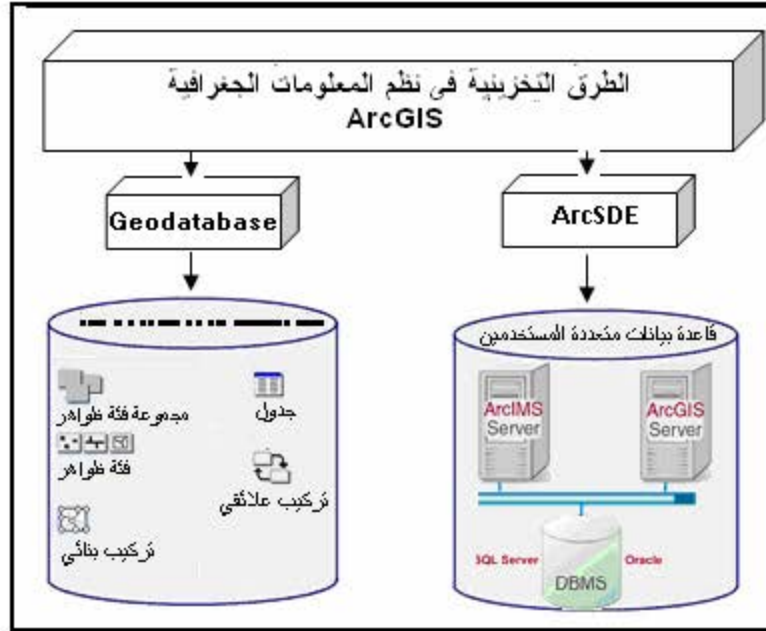 الطرق التخزينية في نظم المعلومات الجغرافية
ArcGIS
Geodatabase
ArcSDE
مجموعة فئة ظواهر
جدول
فئة ظواهر
تركيب علائقي
تركيب بنائي
قاعدة بيانات متعددة المستخدمين
ArcIMS
Server
ArcGIS
Server
SQL Server
Oracle
DBMS